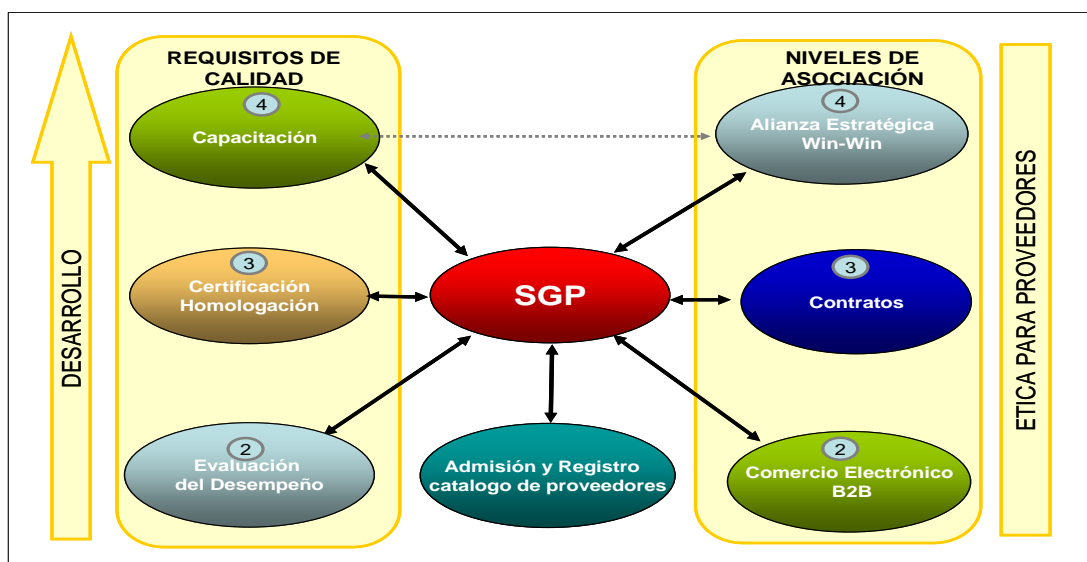 REQUISITOS DE
CALIDAD
4
Capacitación
3
Certificación
Homologación
2
Evaluación
del Desempeño
DESARROLLO
SGP
Admisión y Registro
catalogo de proveedores
NIVELES DE
ASOCIACIÓN
4
Alianza Estratégica
Win-Win
3
Contratos
2
Comercio Electrónico
B2B
ETICA PARA PROVEEDORES